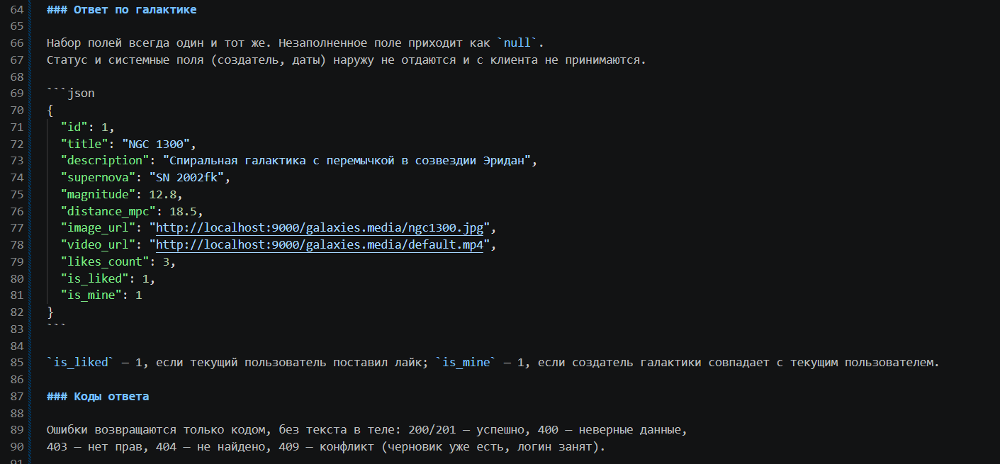 64 ### Ответ по галактике
65
66 Набор полей всегда один и тот же. Незаполненное поле приходит как `null`.
67 Статус и системные поля (создатель, даты) наружу не отдаются и с клиента не принимаются.
68
69 ```json
70 {
71   "id": 1,
72   "title": "NGC 1300",
73   "description": "Спиральная галактика с перемычкой в созвездии Эридан",
74   "supernova": "SN 2002fk",
75   "magnitude": 12.8,
76   "distance_mpc": 18.5,
77   "image_url": "http://localhost:9000/galaxies.media/ngc1300.jpg",
78   "video_url": "http://localhost:9000/galaxies.media/default.mp4",
79   "likes_count": 3,
80   "is_liked": 1,
81   "is_mine": 1
82 }
83 ```
84
85 `is_liked` — 1, если текущий пользователь поставил лайк; `is_mine` — 1, если создатель галактики совпадает с текущим пользователем.
86
87 ### Коды ответа
88
89 Ошибки возвращаются только кодом, без текста в теле: 200/201 — успешно, 400 — неверные данные,
90 403 — нет прав, 404 — не найдено, 409 — конфликт (черновик уже есть, логин занят).
91